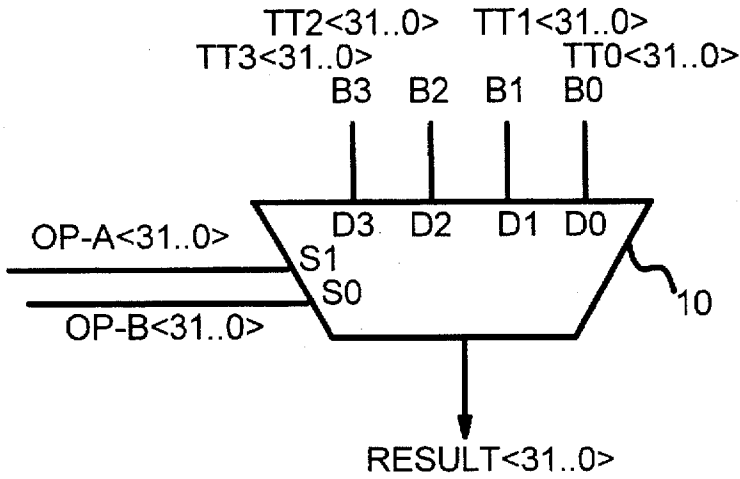 TT2<31..0> TT1<31..0>
TT3<31..0> TT0<31..0>
B3 B2 B1 B0
D3 D2 D1 D0
OP-A<31..0>
S1
S0
10
OP-B<31..0>
RESULT<31..0>